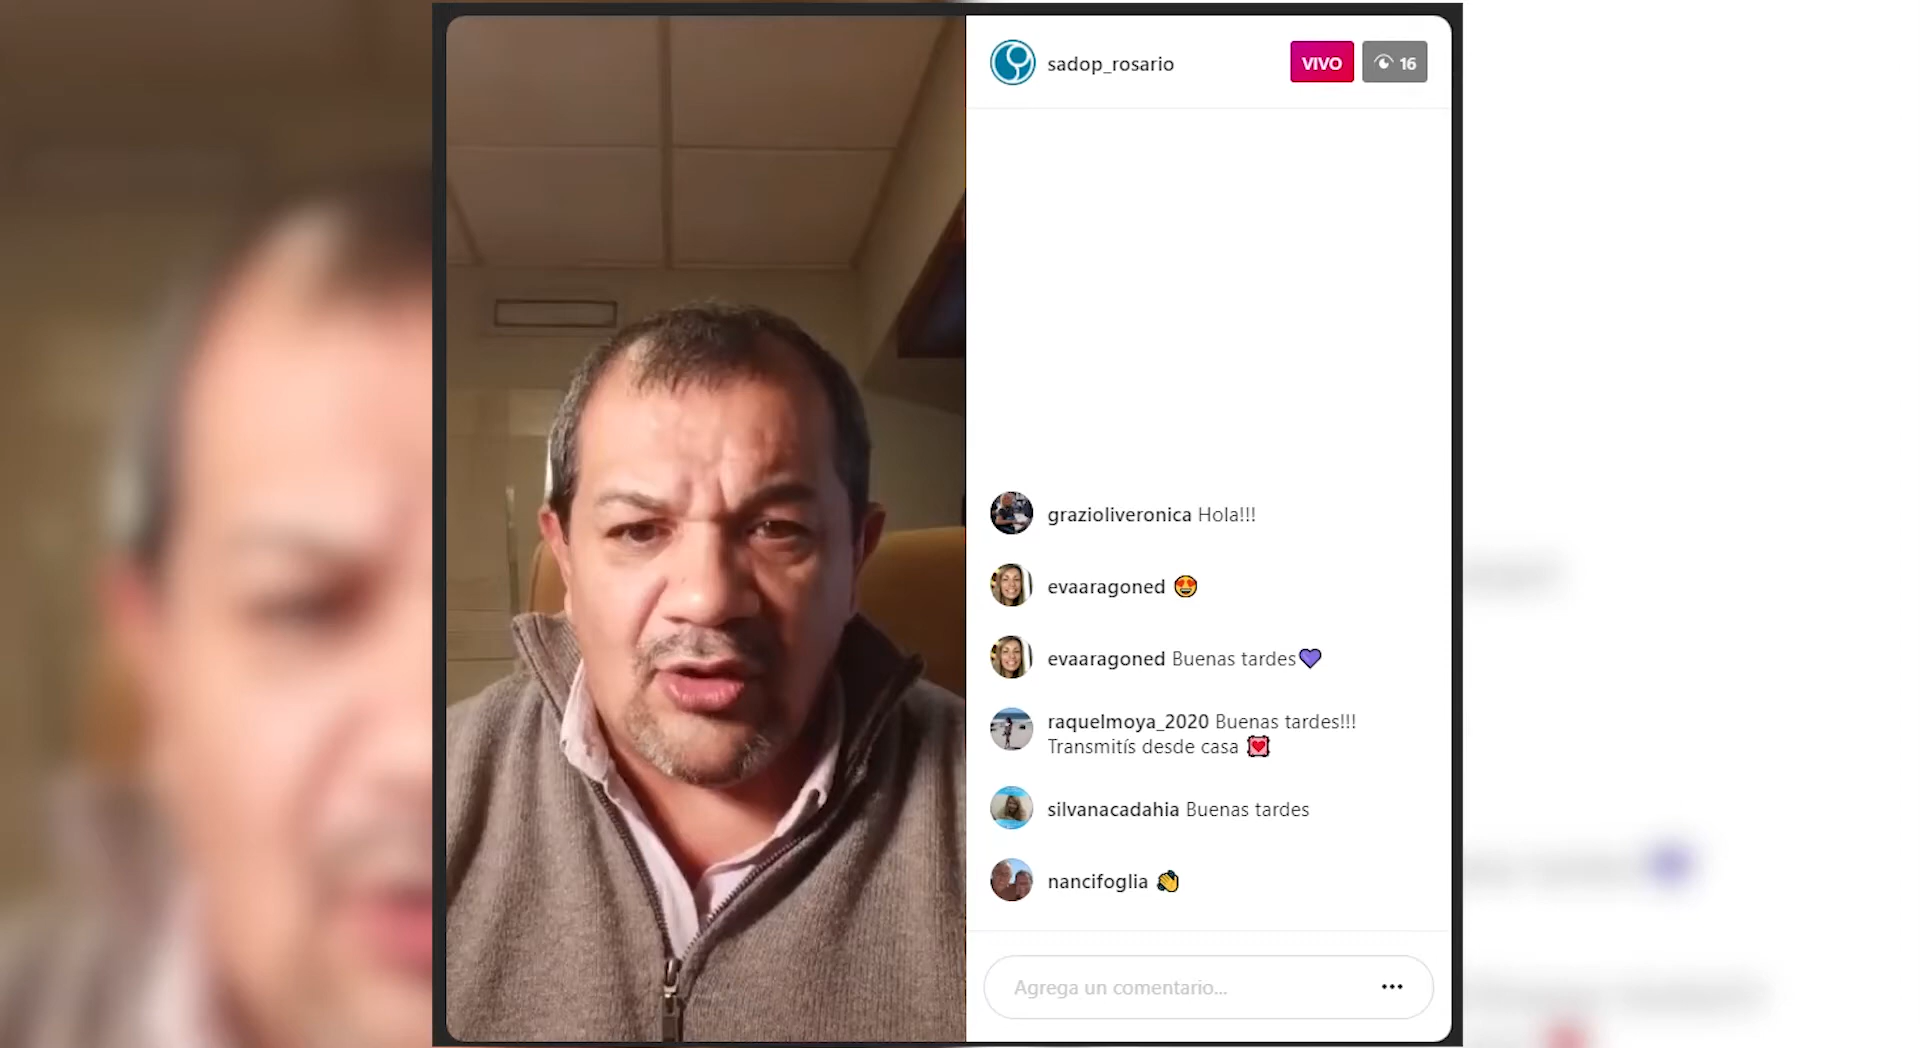 sadop_rosario
VIVO
16
grazioliveronica Hola!!!
evaaragoned 😍
evaaragoned Buenas tardes💜
raquelmoya_2020 Buenas tardes!!!
Transmitís desde casa 💟
silvanacadahia Buenas tardes
nancifoglia 👏
Agrega un comentario...